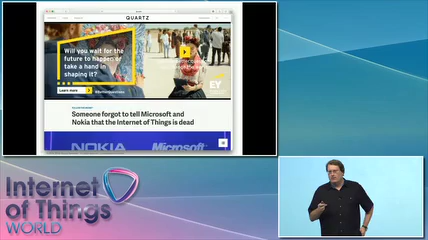 QUARTZ
Will you wait for the
future to happen or
take a hand in
shaping it?
Learn more
#BetterQuestions
EY
Someone forgot to tell Microsoft and
Nokia that the Internet of Things is dead
NOKIA
Microsoft
Internet
of Things
WORLD